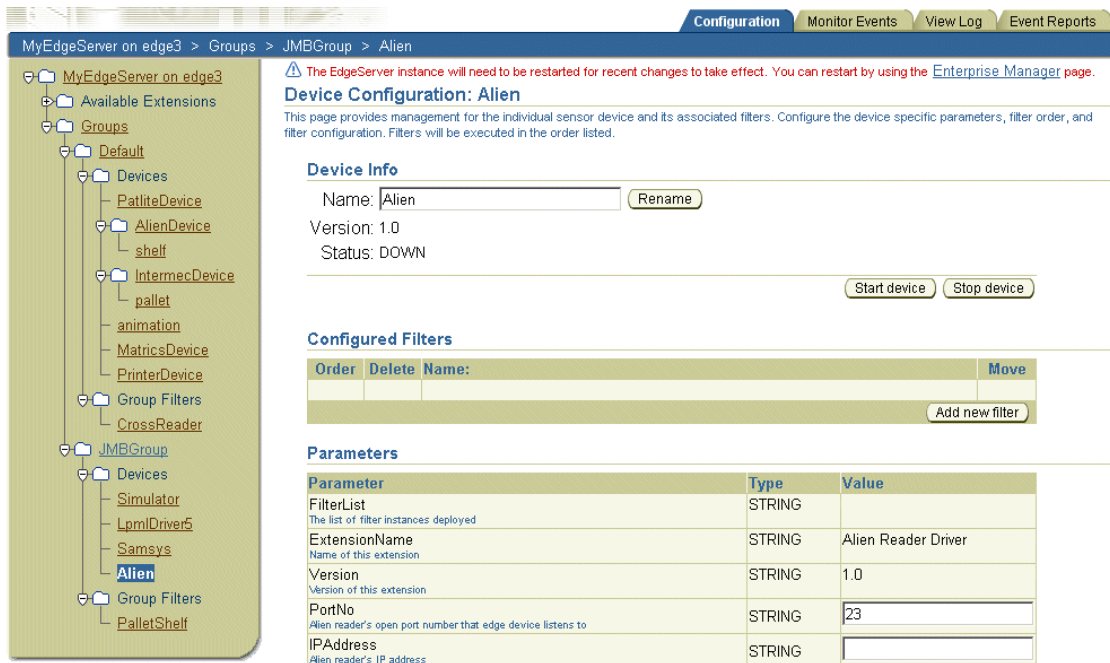 Configuration Monitor Events View Log Event Reports
MyEdgeServer on edge3 > Groups > JMBGroup > Alien
MyEdgeServer on edge3
Available Extensions
Groups
Default
Devices
PatliteDevice
AlienDevice
shelf
IntermecDevice
pallet
animation
MatricsDevice
PrinterDevice
Group Filters
CrossReader
JMBGroup
Devices
Simulator
LpmlDriver5
Samsys
Alien
Group Filters
PalletShelf
The EdgeServer instance will need to be restarted for recent changes to take effect. You can restart by using the Enterprise Manager page.
Device Configuration: Alien
This page provides management for the individual sensor device and its associated filters. Configure the device specific parameters, filter order, and
filter configuration. Filters will be executed in the order listed.
Device Info
Name: Alien Rename
Version: 1.0
Status: DOWN
Start device Stop device
Configured Filters
Order Delete Name: Move
Add new filter
Parameters
Parameter Type Value
FilterList STRING
The list of filter instances deployed
ExtensionName STRING Alien Reader Driver
Name of this extension
Version STRING 1.0
Version of this extension
PortNo STRING 23
Alien reader's open port number that edge device listens to
IPAddress STRING
Alien reader's IP address